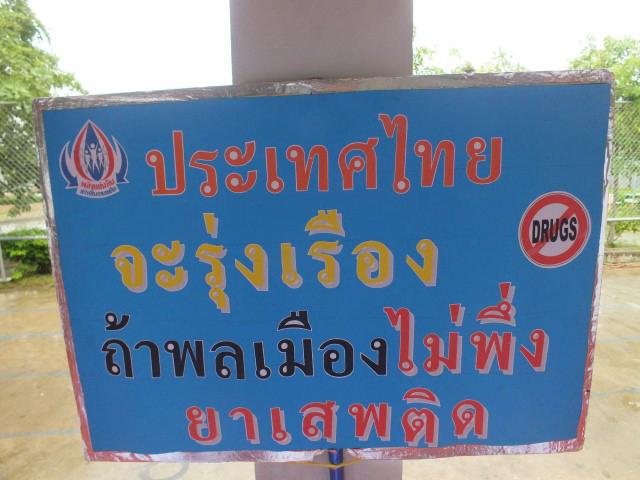 ประเทศไทย
จะรุ่งเรือง
DRUGS
ถ้าพลเมืองไม่พึ่ง
ยาเสพติด